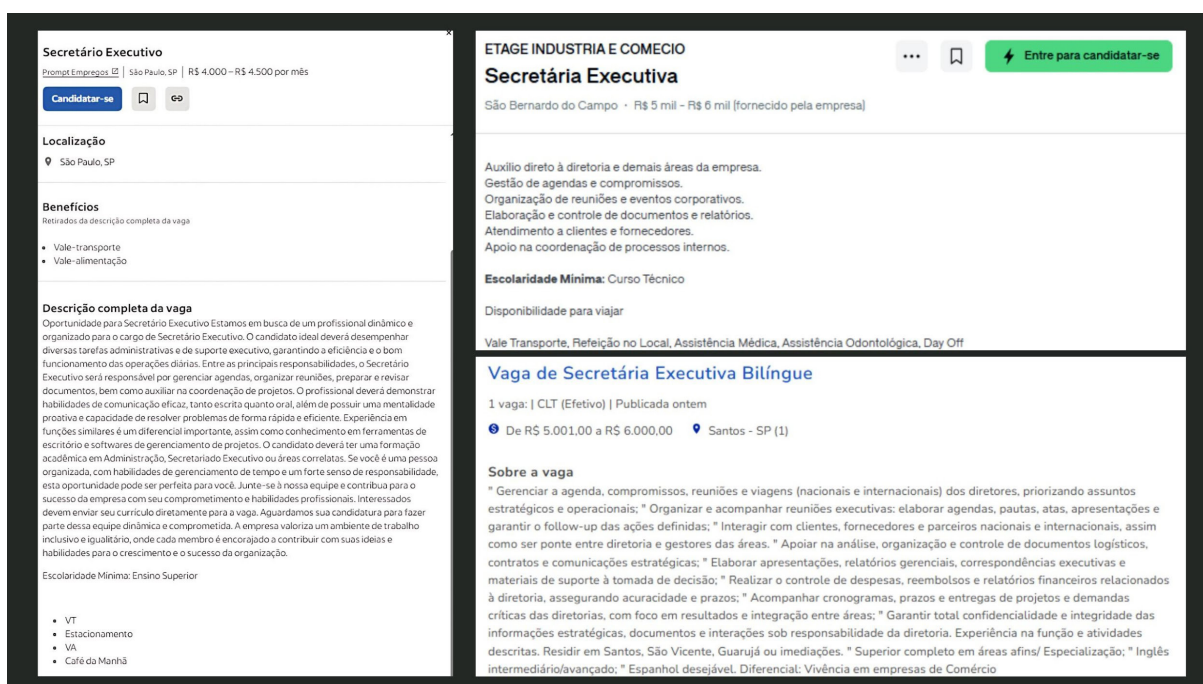 Secretário Executivo
Prompt Empregos | São Paulo, SP | R$ 4.000 – R$ 4.500 por mês
Candidatar-se
Localização
São Paulo, SP
Benefícios
Retirados da descrição completa da vaga
• Vale-transporte
• Vale-alimentação
Descrição completa da vaga
Oportunidade para Secretário Executivo Estamos em busca de um profissional dinâmico e
organizado para o cargo de Secretário Executivo. O candidato ideal deverá desempenhar
diversas tarefas administrativas e de suporte executivo, garantindo a eficiência e o bom
funcionamento das operações diárias. Entre as principais responsabilidades, o Secretário
Executivo será responsável por gerenciar agendas, organizar reuniões, preparar e revisar
documentos, bem como auxiliar na coordenação de projetos. O profissional deverá demonstrar
habilidades de comunicação eficaz, tanto escrita quanto oral, além de possuir uma mentalidade
proativa e capacidade de resolver problemas de forma rápida e eficiente. Experiência em
funções similares é um diferencial importante, assim como conhecimento em ferramentas de
escritório e softwares de gerenciamento de projetos. O candidato deverá ter uma formação
acadêmica em Administração, Secretariado Executivo ou áreas correlatas. Se você é uma pessoa
organizada, com habilidades de gerenciamento de tempo e um forte senso de responsabilidade,
esta oportunidade pode ser perfeita para você. Junte-se à nossa equipe e contribua para o
sucesso da empresa com seu comprometimento e habilidades profissionais. Interessados
devem enviar seu currículo diretamente para a vaga. Aguardamos sua candidatura para fazer
parte dessa equipe dinâmica e comprometida. A empresa valoriza um ambiente de trabalho
inclusivo e igualitário, onde cada membro é encorajado a contribuir com suas ideias e
habilidades para o crescimento e o sucesso da organização.
Escolaridade Mínima: Ensino Superior
• VT
• Estacionamento
• VA
• Café da Manhã
ETAGE INDUSTRIA E COMECIO
Secretária Executiva
Entre para candidatar-se
São Bernardo do Campo · R$ 5 mil - R$ 6 mil (fornecido pela empresa)
Auxílio direto à diretoria e demais áreas da empresa.
Gestão de agendas e compromissos.
Organização de reuniões e eventos corporativos.
Elaboração e controle de documentos e relatórios.
Atendimento a clientes e fornecedores.
Apoio na coordenação de processos internos.
Escolaridade Mínima: Curso Técnico
Disponibilidade para viajar
Vale Transporte, Refeição no Local, Assistência Médica, Assistência Odontológica, Day Off
Vaga de Secretária Executiva Bilíngue
1 vaga: | CLT (Efetivo) | Publicada ontem
De R$ 5.001,00 a R$ 6.000,00 Santos - SP (1)
Sobre a vaga
" Gerenciar a agenda, compromissos, reuniões e viagens (nacionais e internacionais) dos diretores, priorizando assuntos
estratégicos e operacionais; " Organizar e acompanhar reuniões executivas: elaborar agendas, pautas, atas, apresentações e
garantir o follow-up das ações definidas; " Interagir com clientes, fornecedores e parceiros nacionais e internacionais, assim
como ser ponte entre diretoria e gestores das áreas. " Apoiar na análise, organização e controle de documentos logísticos,
contratos e comunicações estratégicas; " Elaborar apresentações, relatórios gerenciais, correspondências executivas e
materiais de suporte à tomada de decisão; " Realizar o controle de despesas, reembolsos e relatórios financeiros relacionados
à diretoria, assegurando acuracidade e prazos; " Acompanhar cronogramas, prazos e entregas de projetos e demandas
críticas das diretorias, com foco em resultados e integração entre áreas; " Garantir total confidencialidade e integridade das
informações estratégicas, documentos e interações sob responsabilidade da diretoria. Experiência na função e atividades
descritas. Residir em Santos, São Vicente, Guarujá ou imediações. " Superior completo em áreas afins/ Especialização; " Inglês
intermediário/avançado; " Espanhol desejável. Diferencial: Vivência em empresas de Comércio